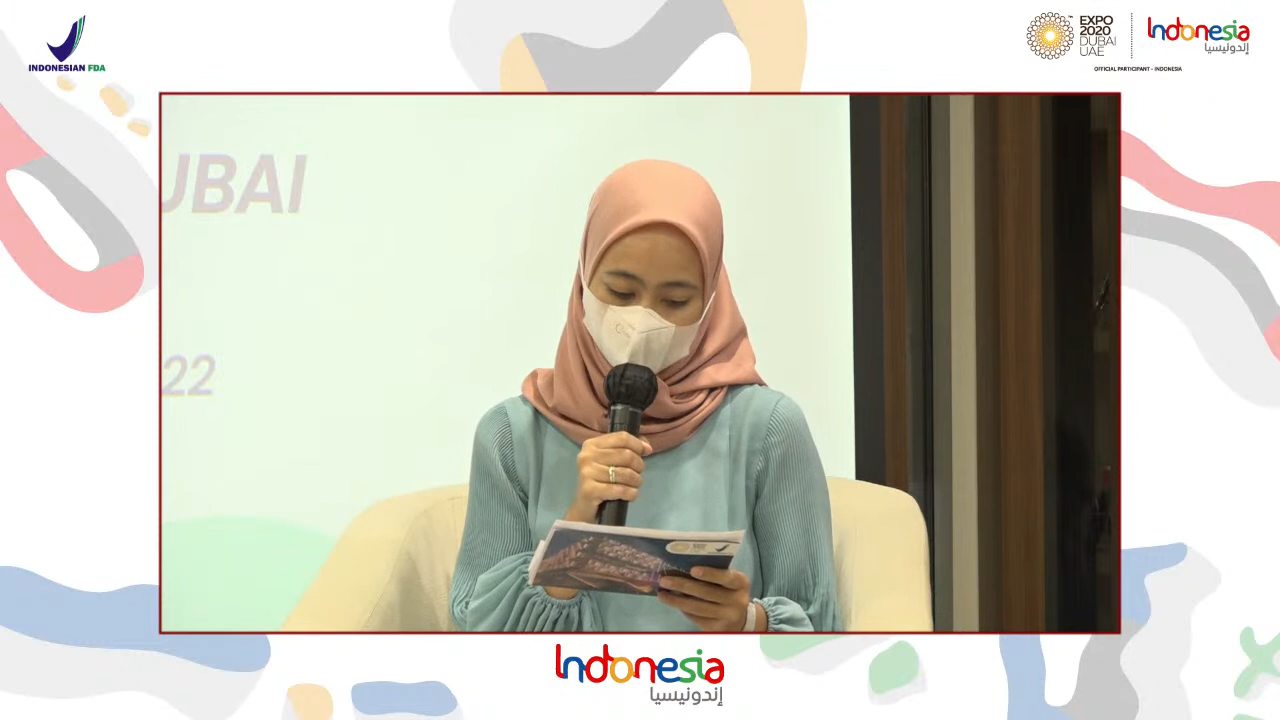 INDONESIAN FDA
EXPO
2020
DUBAI
UAE
Indonesia
إندونيسيا
OFFICIAL PARTICIPANT - INDONESIA
UBAI
22
Indonesia
إندونيسيا